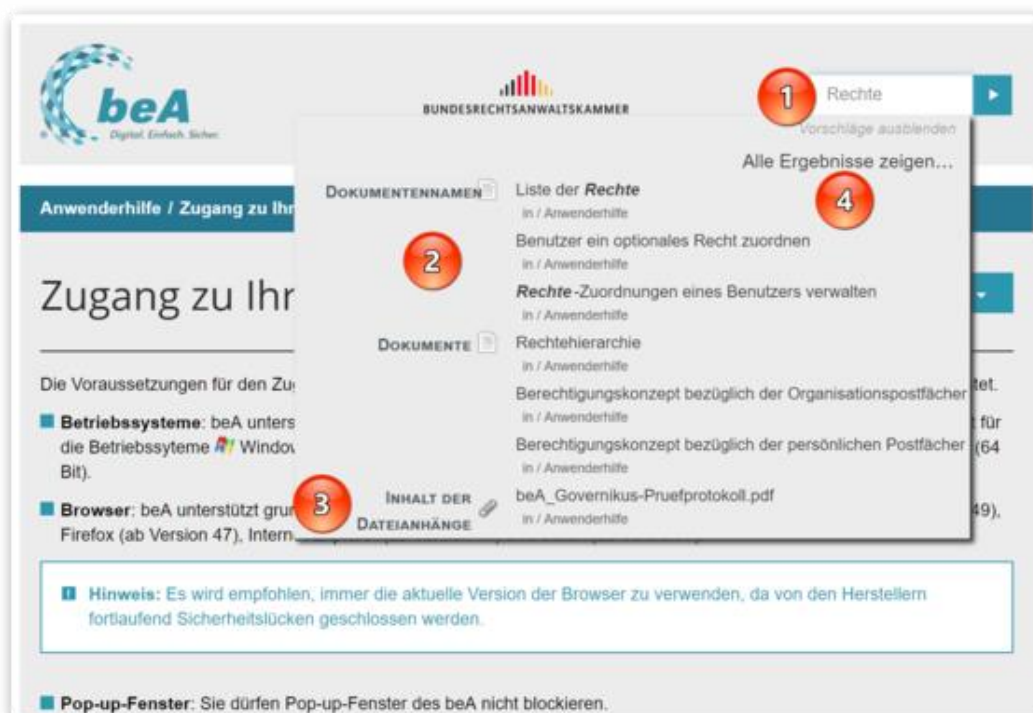 beA
Digital. Einfach. Sicher.
BUNDESRECHTSANWALTSKAMMER
1
Rechte
Vorschläge ausblenden
Alle Ergebnisse zeigen...
4
Anwenderhilfe / Zugang zu Ihr
DOKUMENTENNAMEN
Liste der Rechte
in / Anwenderhilfe
2
Benutzer ein optionales Recht zuordnen
in / Anwenderhilfe
Rechte-Zuordnungen eines Benutzers verwalten
in / Anwenderhilfe
Zugang zu Ihr
DOKUMENTE
Rechtehierarchie
in / Anwenderhilfe
Berechtigungskonzept bezüglich der Organisationspostfächer
in / Anwenderhilfe
Berechtigungskonzept bezüglich der persönlichen Postfächer
in / Anwenderhilfe
3
INHALT DER
DATEIANHÄNGE
beA_Governikus-Pruefprotokoll.pdf
in / Anwenderhilfe
Die Voraussetzungen für den Zu tet.
Betriebssysteme: beA unters t für
die Betriebssyteme Window (64
Bit).
Browser: beA unterstützt grun 49),
Firefox (ab Version 47), Intern
Hinweis: Es wird empfohlen, immer die aktuelle Version der Browser zu verwenden, da von den Herstellern
fortlaufend Sicherheitslücken geschlossen werden.
Pop-up-Fenster: Sie dürfen Pop-up-Fenster des beA nicht blockieren.